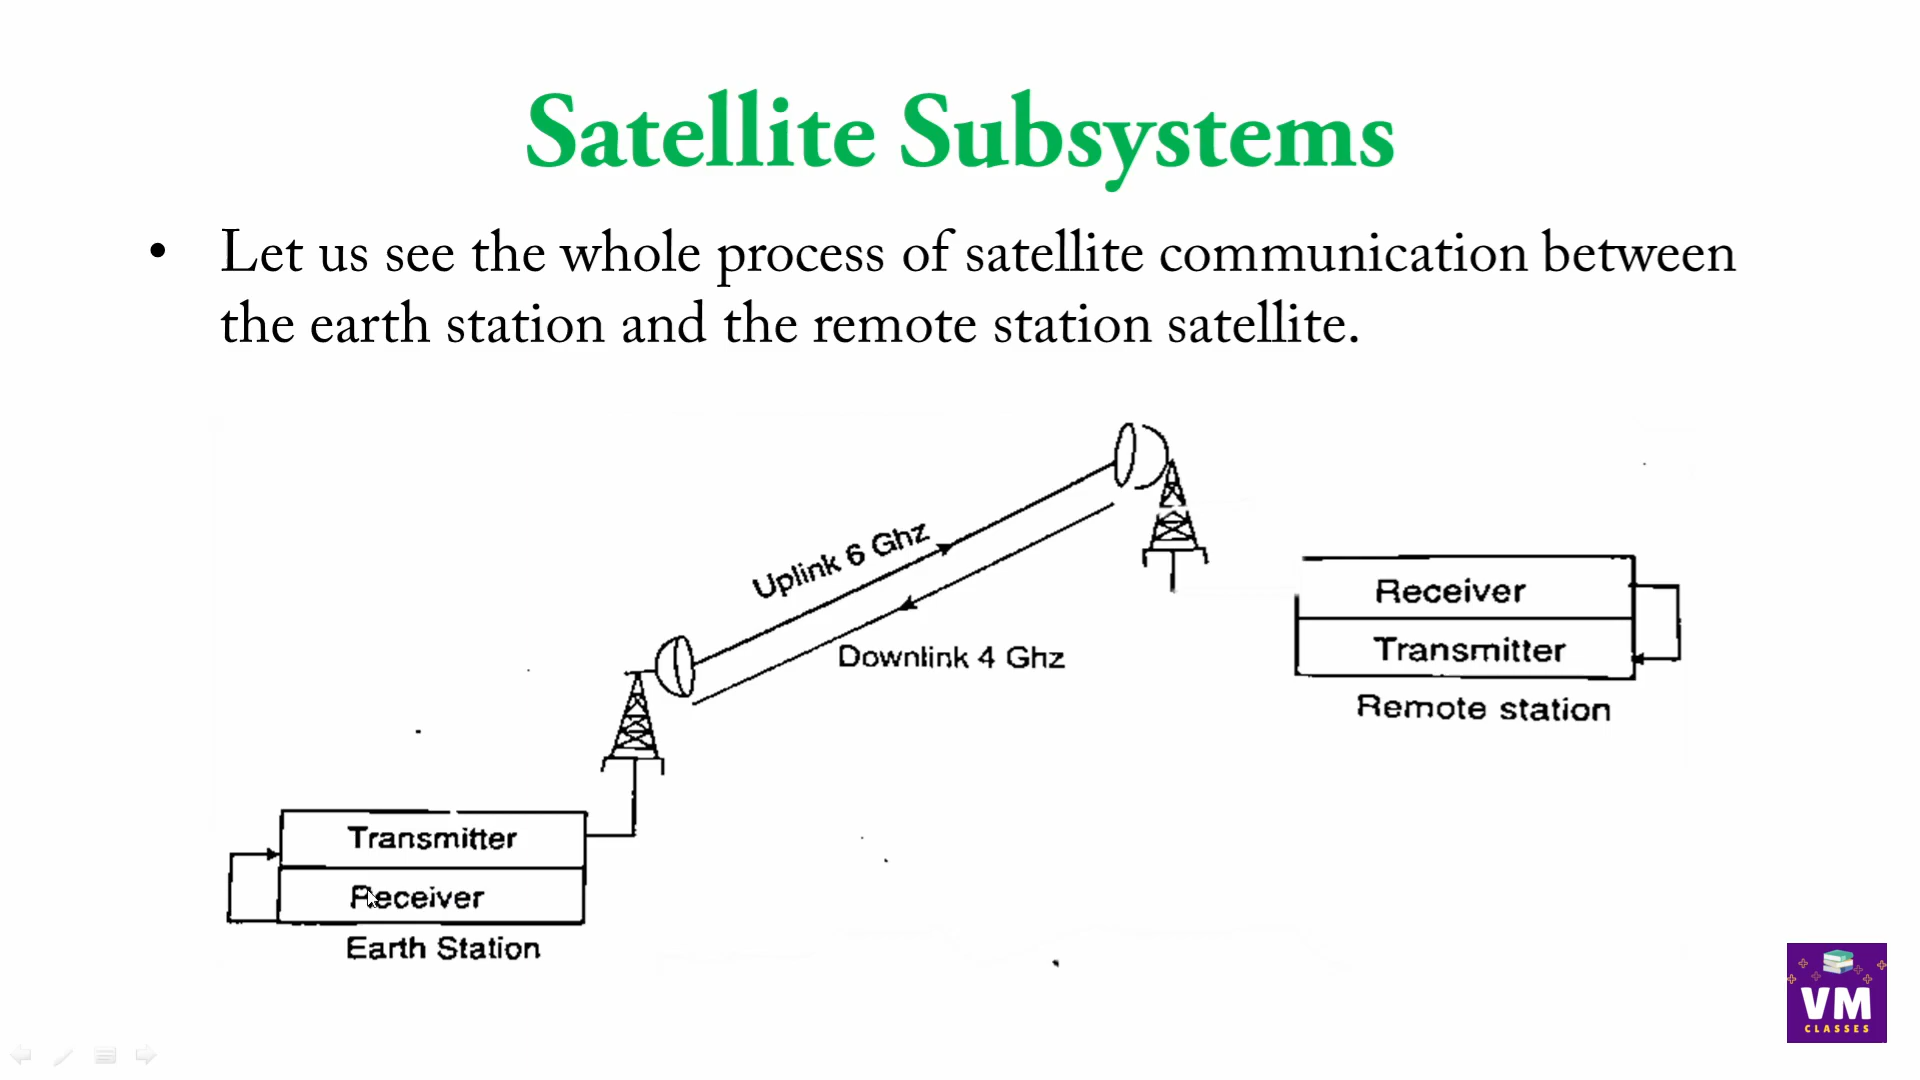 Satellite Subsystems
• Let us see the whole process of satellite communication between
the earth station and the remote station satellite.
Uplink 6 Ghz
Downlink 4 Ghz
Receiver
Transmitter
Remote station
Transmitter
Receiver
Earth Station
VM
CLASSES